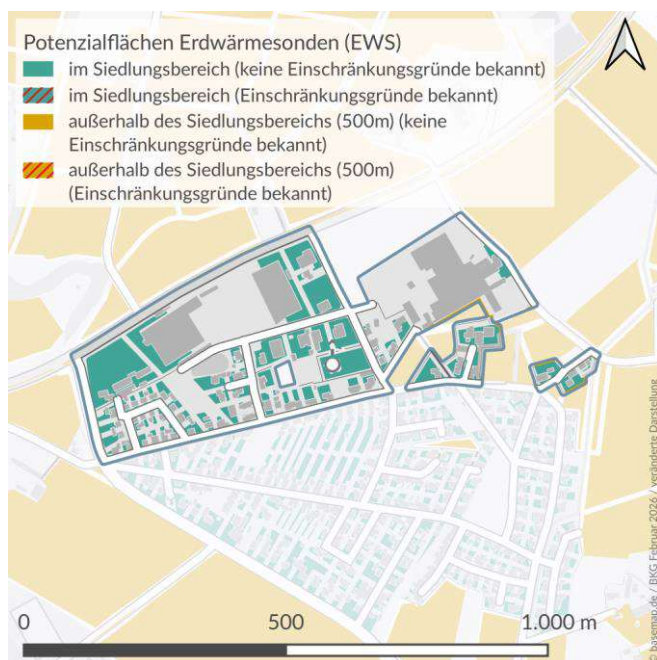 Potenzialflächen Erdwärmesonden (EWS)
im Siedlungsbereich (keine Einschränkungsgründe bekannt)
im Siedlungsbereich (Einschränkungsgründe bekannt)
außerhalb des Siedlungsbereichs (500m) (keine
Einschränkungsgründe bekannt)
außerhalb des Siedlungsbereichs (500m)
(Einschränkungsgründe bekannt)
0 500 1.000 m
© basemap.de / BKG Februar 2026 / veränderte Darstellung